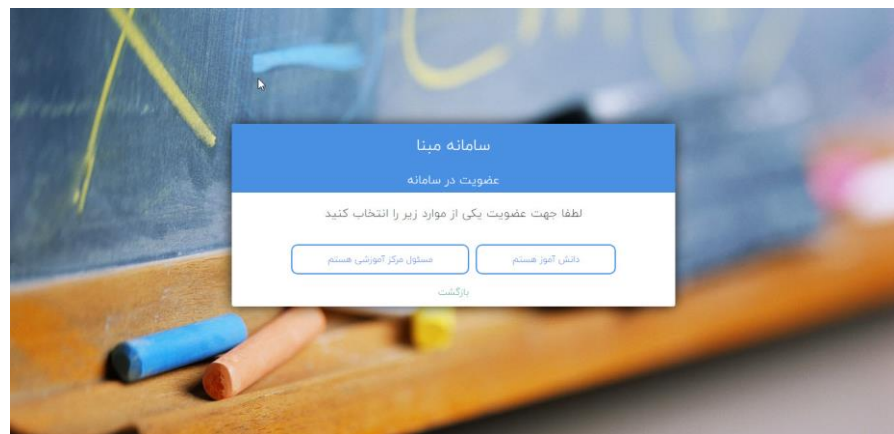 سامانه مبنا
عضویت در سامانه
لطفا جهت عضویت یکی از موارد زیر را انتخاب کنید
دانش آموز هستم
مسئول مرکز آموزشی هستم
بازگشت